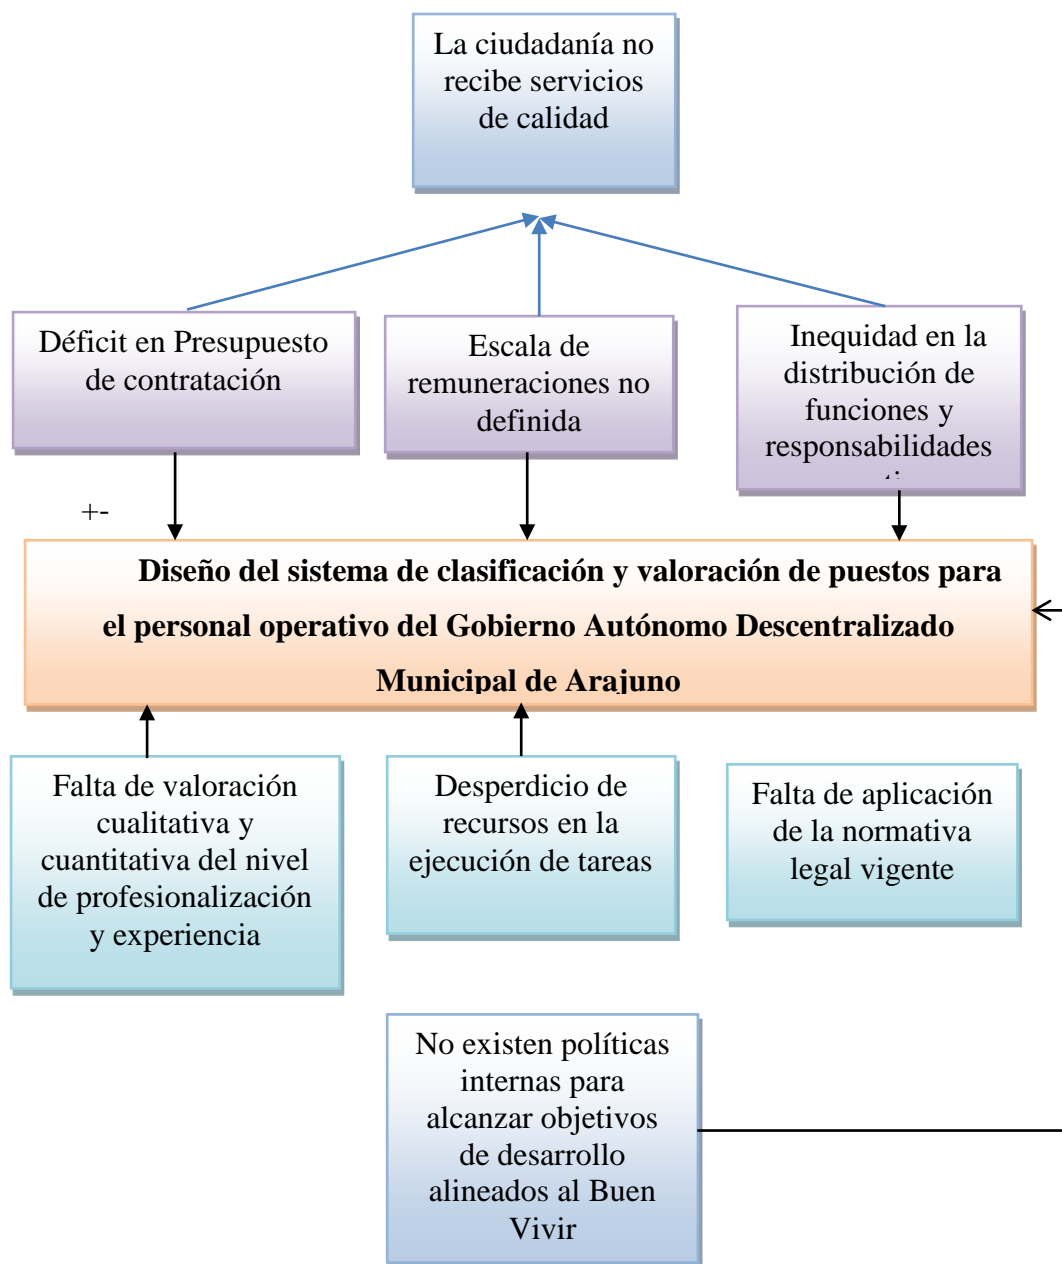 La ciudadanía no
recibe servicios
de calidad
Déficit en Presupuesto
de contratación
Escala de
remuneraciones no
definida
Inequidad en la
distribución de
funciones y
responsabilidades
+-
Diseño del sistema de clasificación y valoración de puestos para
el personal operativo del Gobierno Autónomo Descentralizado
Municipal de Arajuno
Falta de valoración
cualitativa y
cuantitativa del nivel
de profesionalización
y experiencia
Desperdicio de
recursos en la
ejecución de tareas
Falta de aplicación
de la normativa
legal vigente
No existen políticas
internas para
alcanzar objetivos
de desarrollo
alineados al Buen
Vivir